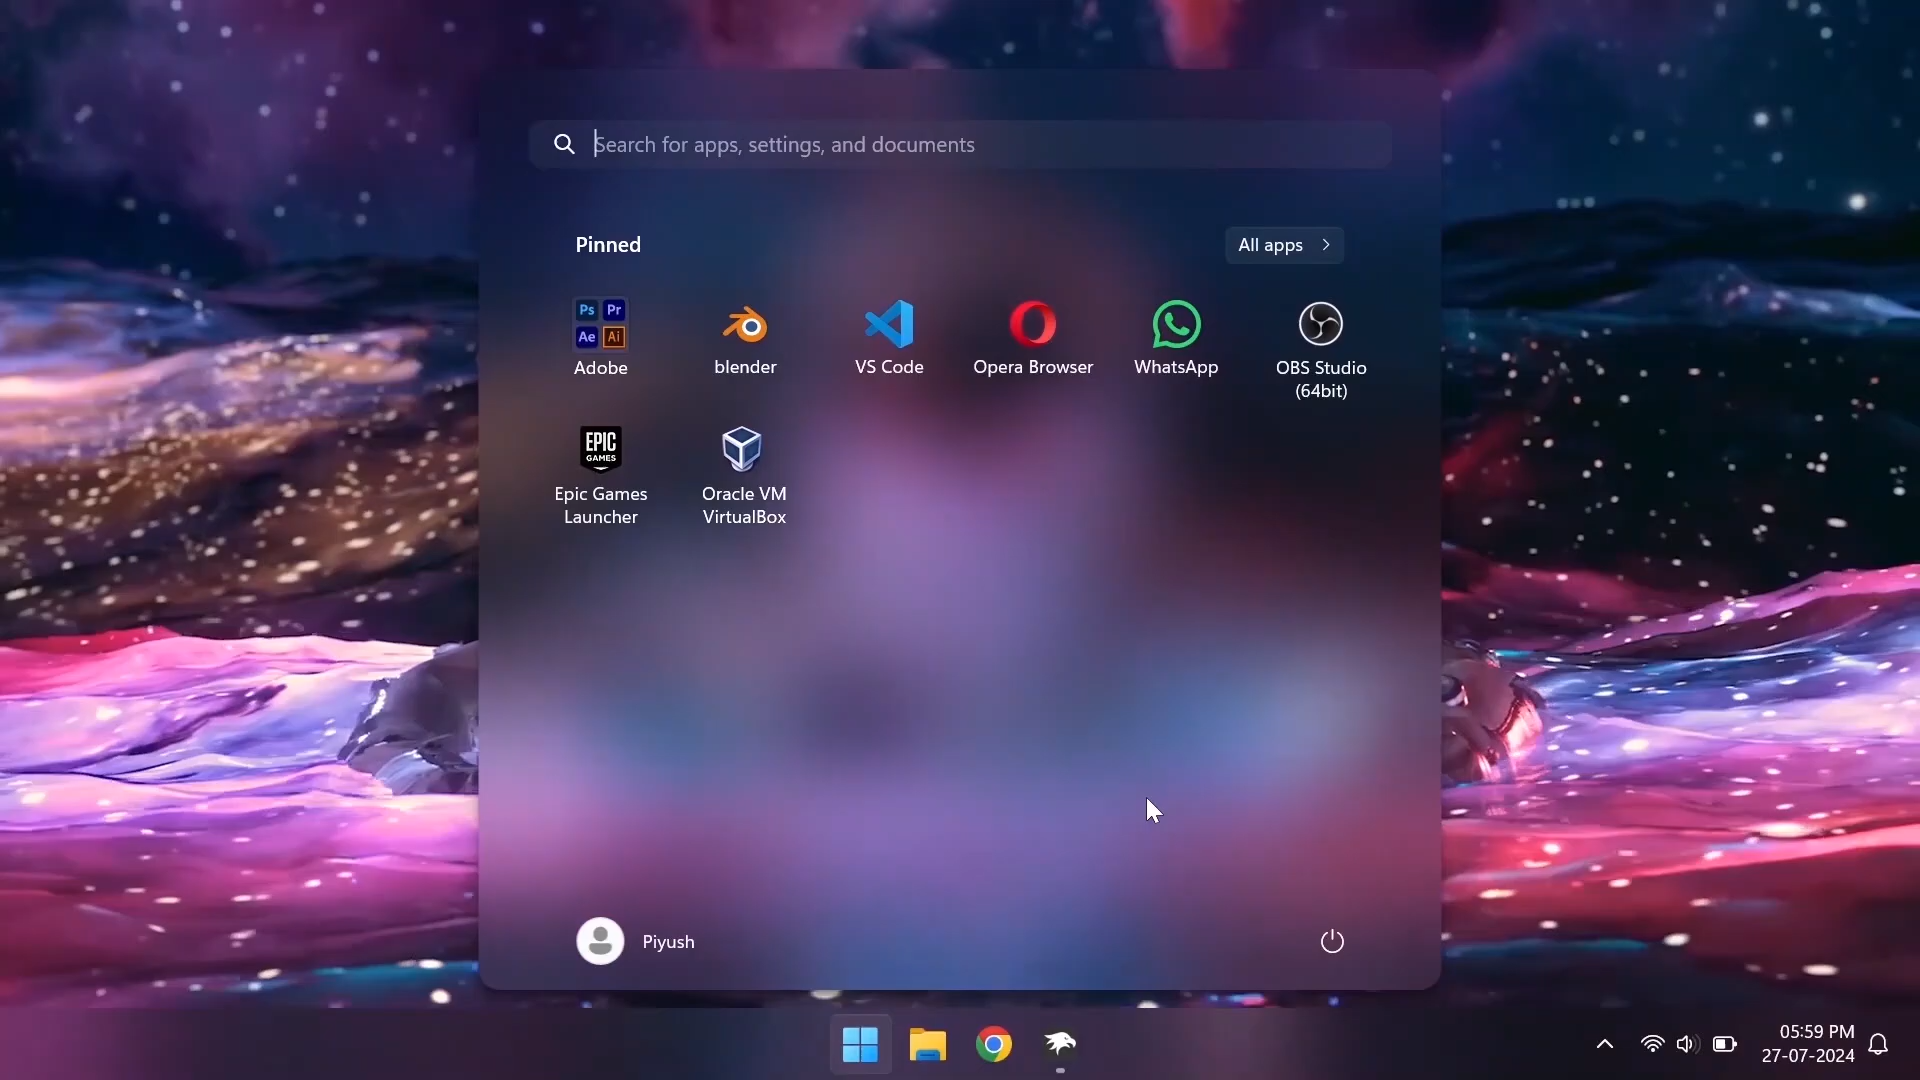 Search for apps, settings, and documents
Pinned
All apps
Ps Pr
Ae Ai
Adobe
blender
VS Code
Opera Browser
WhatsApp
OBS Studio
(64bit)
EPIC
GAMES
Epic Games
Launcher
Oracle VM
VirtualBox
Piyush
05:59 PM
27-07-2024